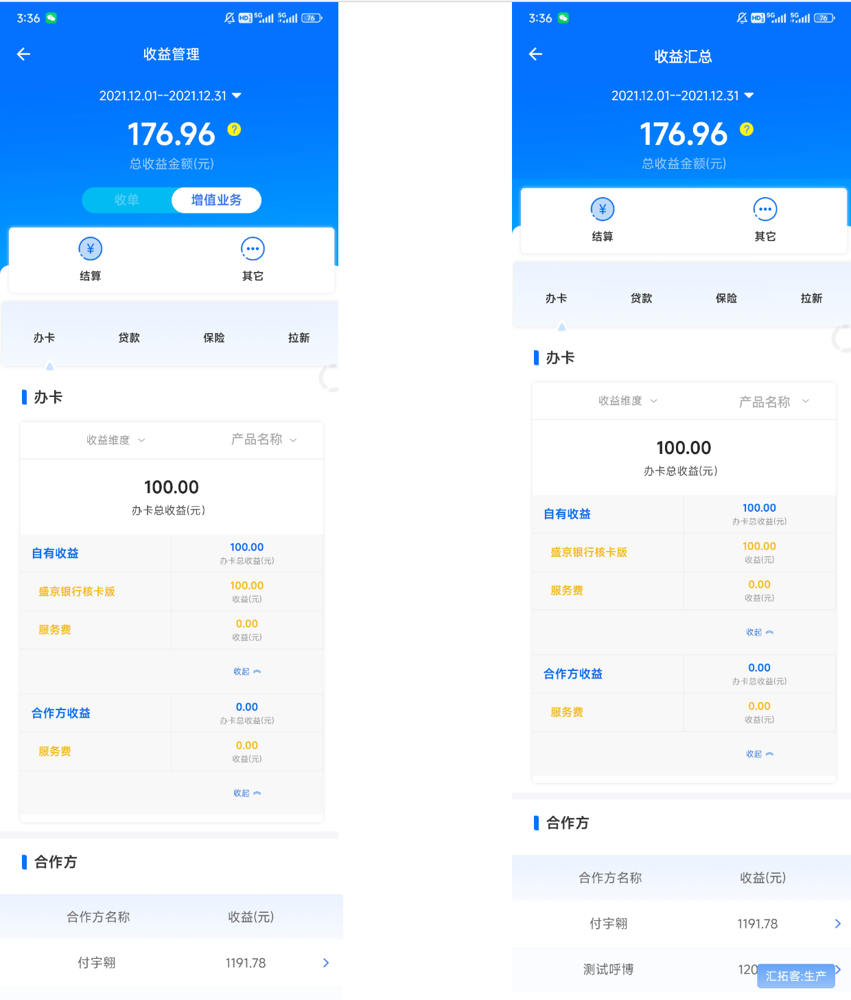 3:36 HD 5G 5G 76
收益管理
2021.12.01--2021.12.31
176.96 ?
总收益金额(元)
收单 增值业务
¥
结算 其它
办卡 贷款 保险 拉新
办卡
收益维度 产品名称
100.00
办卡总收益(元)
自有收益 100.00
办卡总收益(元)
盛京银行核卡版 100.00
收益(元)
服务费 0.00
收益(元)
收起
合作方收益 0.00
办卡总收益(元)
服务费 0.00
收益(元)
收起
合作方
合作方名称 收益(元)
付宇翱 1191.78
3:36 HD 5G 5G 76
收益汇总
2021.12.01--2021.12.31
176.96 ?
总收益金额(元)
¥
结算 其它
办卡 贷款 保险 拉新
办卡
收益维度 产品名称
100.00
办卡总收益(元)
自有收益 100.00
办卡总收益(元)
盛京银行核卡版 100.00
收益(元)
服务费 0.00
收益(元)
收起
合作方收益 0.00
办卡总收益(元)
服务费 0.00
收益(元)
收起
合作方
合作方名称 收益(元)
付宇翱 1191.78
测试呼博 120
汇拓客:生产